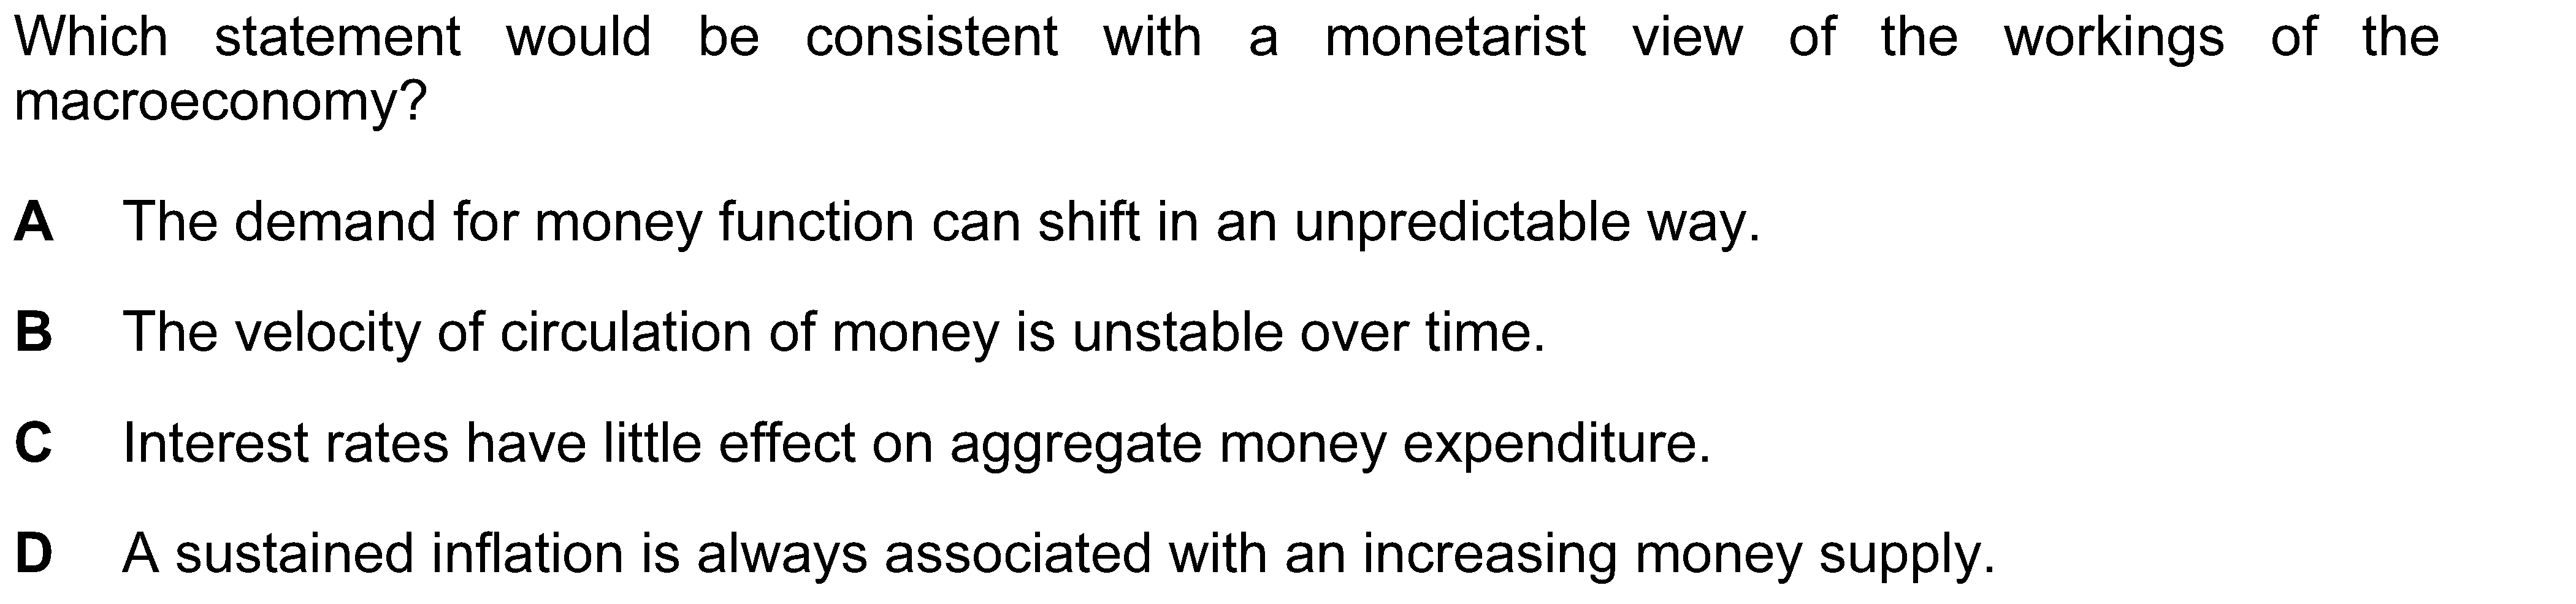 Which statement would be consistent with a monetarist view of the workings of the
macroeconomy?
A The demand for money function can shift in an unpredictable way.
B The velocity of circulation of money is unstable over time.
C Interest rates have little effect on aggregate money expenditure.
D A sustained inflation is always associated with an increasing money supply.